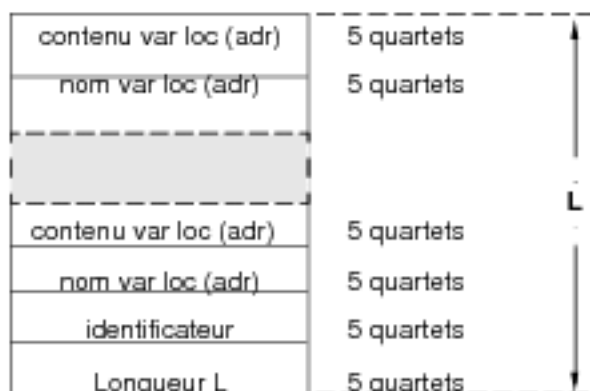 contenu var loc (adr) 5 quartets
nom var loc (adr) 5 quartets
L
contenu var loc (adr) 5 quartets
nom var loc (adr) 5 quartets
identificateur 5 quartets
Longueur L 5 quartets